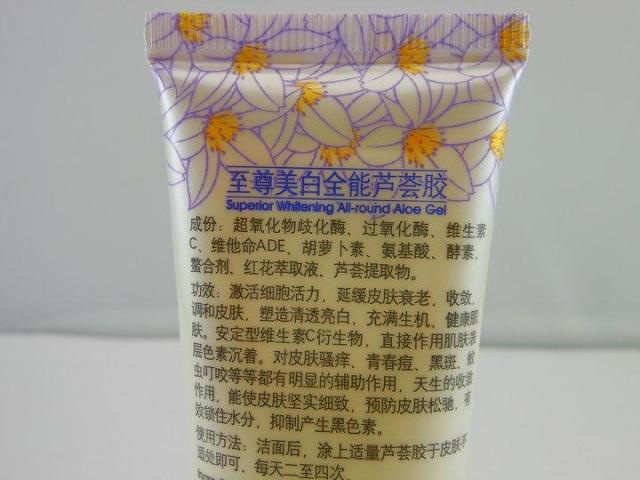 至尊美白全能芦荟胶
Superior Whitening All-round Aloe Gel
成份：超氧化物歧化酶、过氧化酶、维生素
C、维他命ADE、胡萝卜素、氨基酸、酵素、
螯合剂、红花萃取液、芦荟提取物。
功效：激活细胞活力，延缓皮肤衰老，收敛，
调和皮肤，塑造清透亮白，充满生机，健康肌
肤。安定型维生素C衍生物，直接作用肌肤表
层色素沉着。对皮肤骚痒、青春痘、黑斑、蚊
虫叮咬等等都有明显的辅助作用，天生的收敛
作用，能使皮肤坚实细致，预防皮肤松驰，有
效锁住水分，抑制产生黑色素。
使用方法：洁面后，涂上适量芦荟胶于皮肤不
适处即可，每天二至四次。